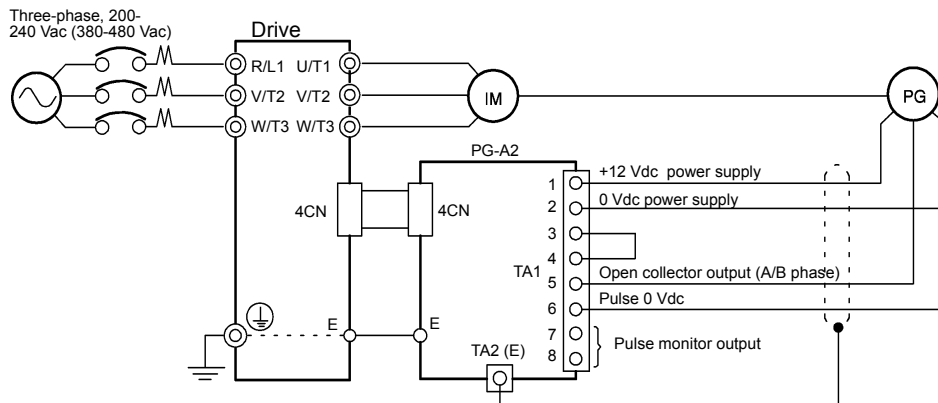 Three-phase, 200-
240 Vac (380-480 Vac)
Drive
R/L1 U/T1
V/T2 V/T2
W/T3 W/T3
IM
PG
PG-A2
4CN
4CN
TA1
1 +12 Vdc power supply
2 0 Vdc power supply
3
4
5 Open collector output (A/B phase)
6 Pulse 0 Vdc
7
8
Pulse monitor output
E
E
TA2 (E)